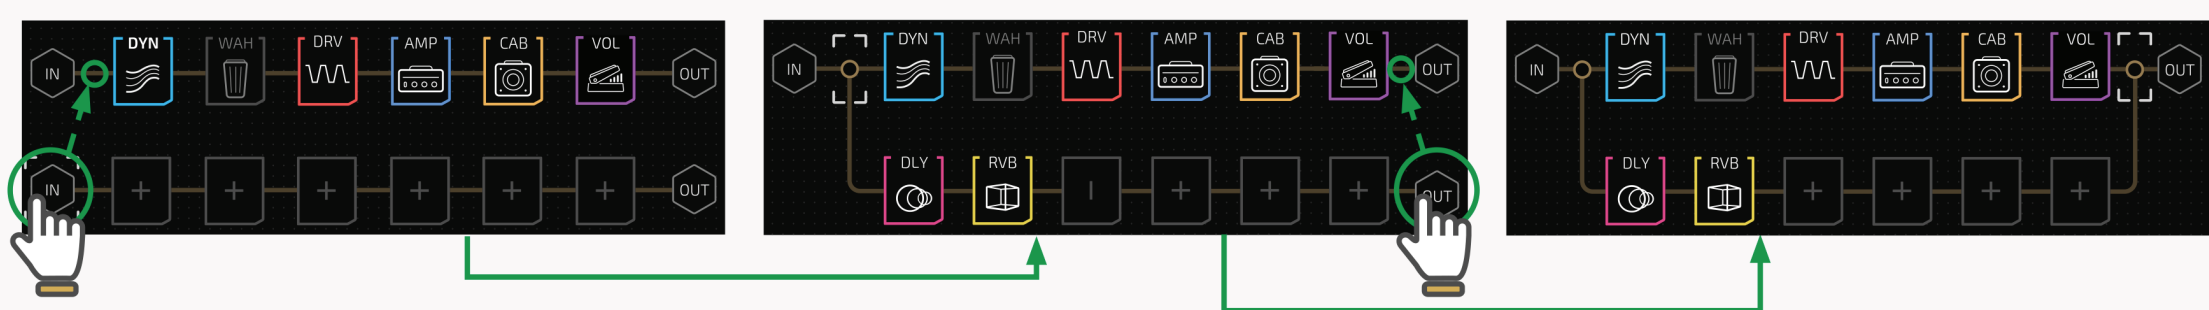 IN DYN WAH DRV AMP CAB VOL OUT
IN OUT
IN DYN WAH DRV AMP CAB VOL OUT
DLY RVB OUT
IN DYN WAH DRV AMP CAB VOL OUT
DLY RVB